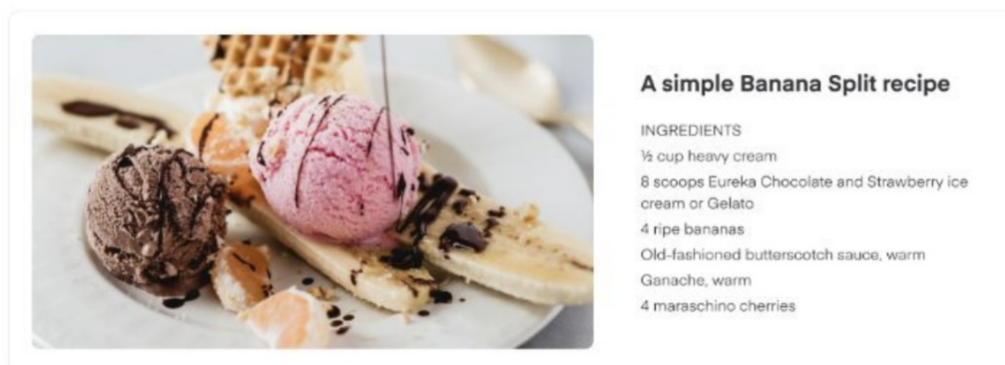 A simple Banana Split recipe
INGREDIENTS
½ cup heavy cream
8 scoops Eureka Chocolate and Strawberry ice
cream or Gelato
4 ripe bananas
Old-fashioned butterscotch sauce, warm
Ganache, warm
4 maraschino cherries